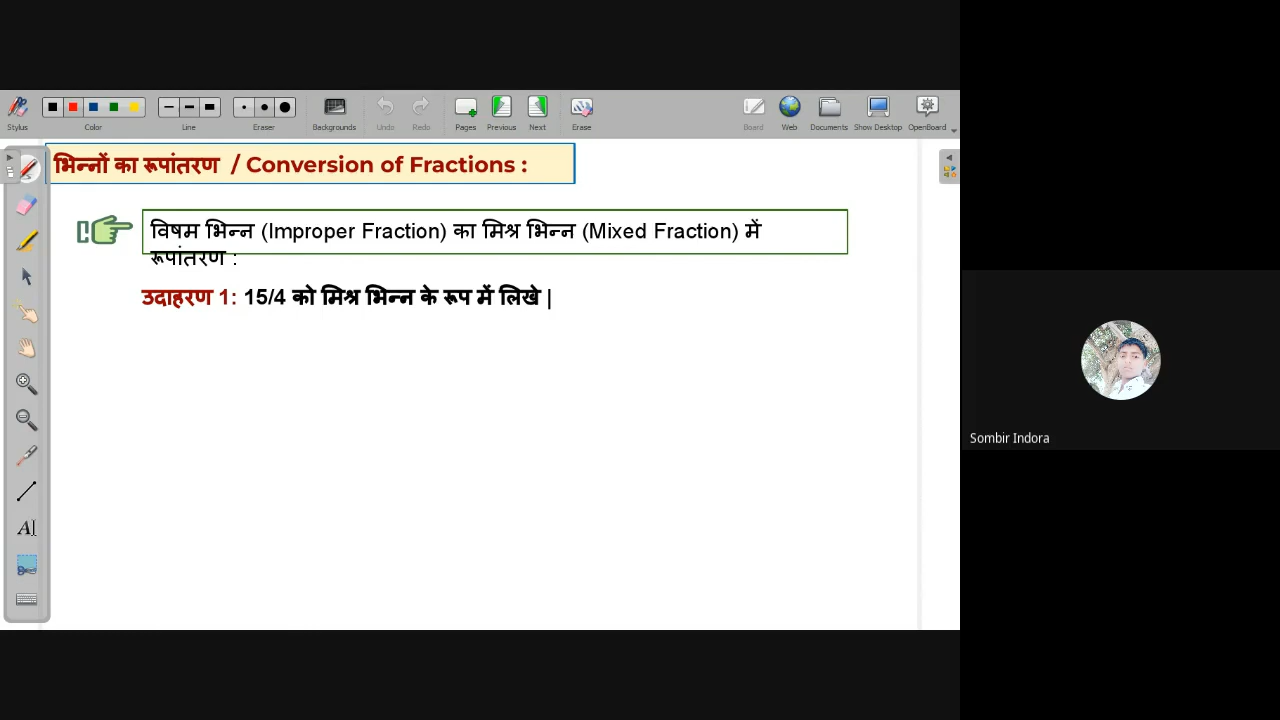 Stylus
Color
Line
Eraser
Backgrounds
Undo
Redo
Pages
Previous
Next
Erase
Board
Web
Documents
Show Desktop
OpenBoard
भिन्नों का रूपांतरण / Conversion of Fractions :
विषम भिन्न (Improper Fraction) का मिश्र भिन्न (Mixed Fraction) में
रूपांतरण :
उदाहरण 1: 15/4 को मिश्र भिन्न के रूप में लिखे |
A
Sombir Indora